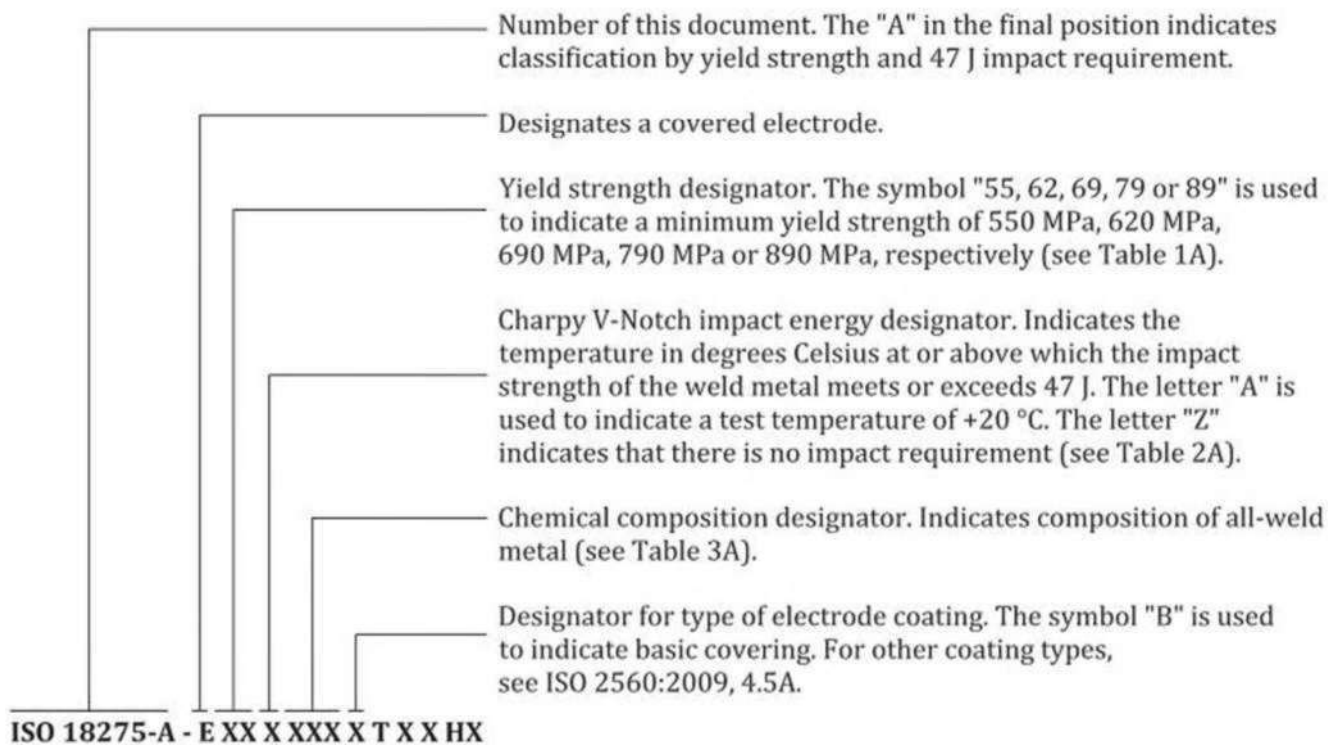 Number of this document. The "A" in the final position indicates
classification by yield strength and 47 J impact requirement.
Designates a covered electrode.
Yield strength designator. The symbol "55, 62, 69, 79 or 89" is used
to indicate a minimum yield strength of 550 MPa, 620 MPa,
690 MPa, 790 MPa or 890 MPa, respectively (see Table 1A).
Charpy V-Notch impact energy designator. Indicates the
temperature in degrees Celsius at or above which the impact
strength of the weld metal meets or exceeds 47 J. The letter "A" is
used to indicate a test temperature of +20 °C. The letter "Z"
indicates that there is no impact requirement (see Table 2A).
Chemical composition designator. Indicates composition of all-weld
metal (see Table 3A).
Designator for type of electrode coating. The symbol "B" is used
to indicate basic covering. For other coating types,
see ISO 2560:2009, 4.5A.
ISO 18275-A - E XX X XXX X T X X HX